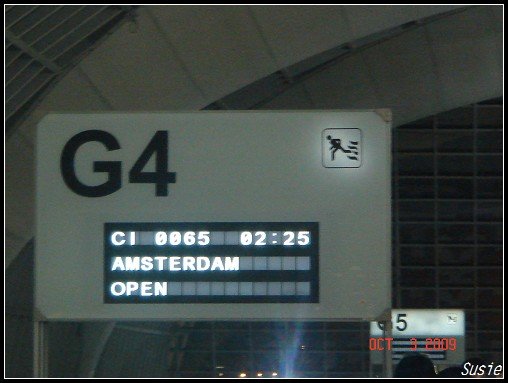 G4
CI 0065 02:25
AMSTERDAM
OPEN
5
OCT 3 2009
Susie